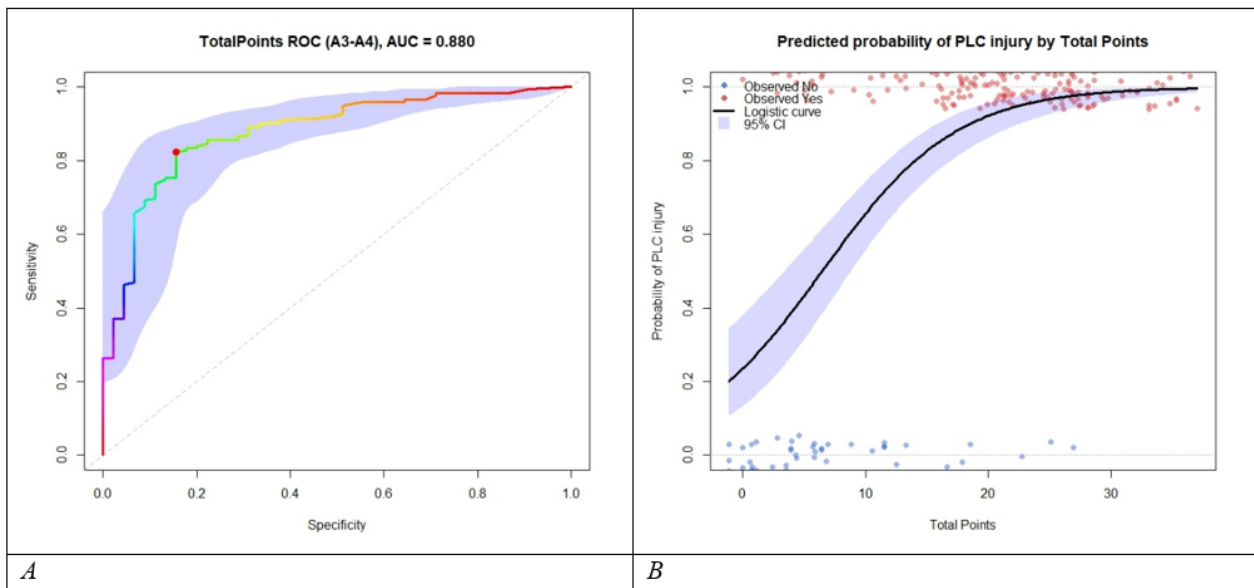 TotalPoints ROC (A3-A4), AUC = 0.880
Sensitivity
1.0
0.8
0.6
0.4
0.2
0.0
0.0 0.2 0.4 0.6 0.8 1.0
Specificity
A
Predicted probability of PLC injury by Total Points
Observed No
Observed Yes
Logistic curve
95% CI
Probability of PLC injury
1.0
0.8
0.6
0.4
0.2
0.0
0 10 20 30
Total Points
B